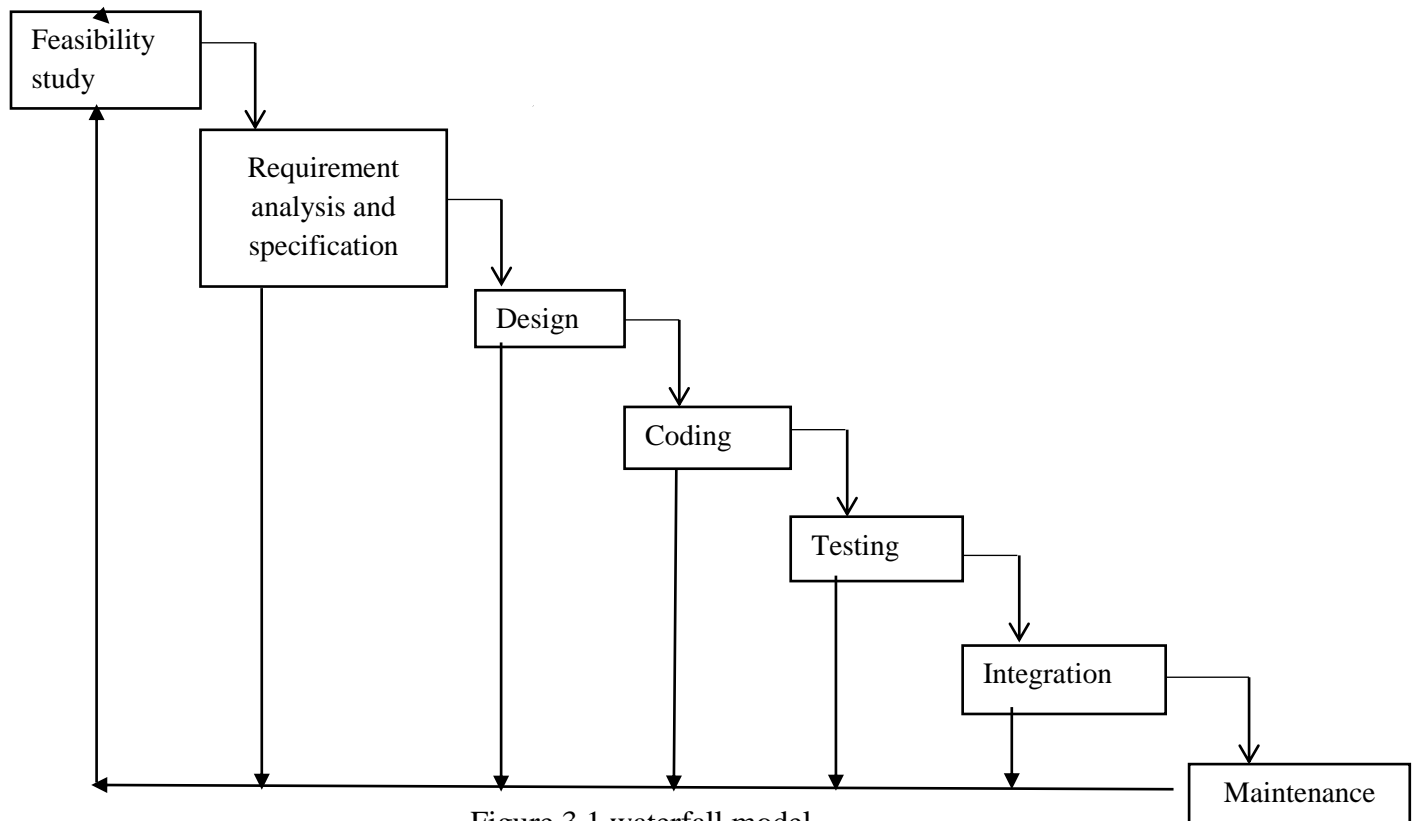 Feasibility
study
Requirement
analysis and
specification
Design
Coding
Testing
Integration
Maintenance
Figure 3.1 waterfall model